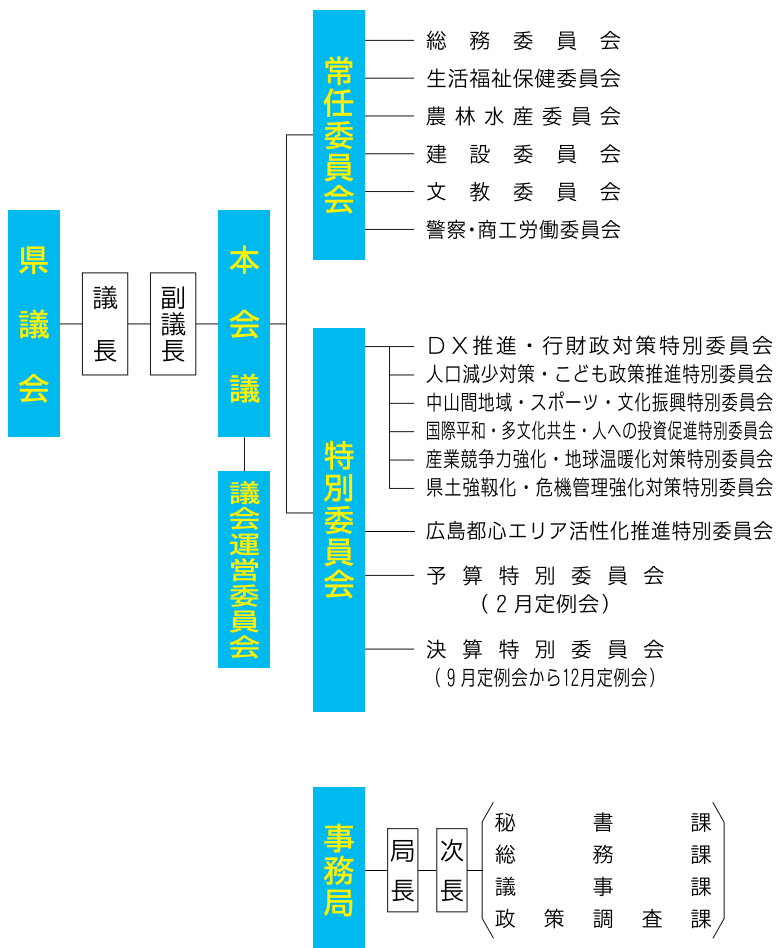 県議会
議長
副議長
本会議
議会運営委員会
常任委員会
総務委員会
生活福祉保健委員会
農林水産委員会
建設委員会
文教委員会
警察・商工労働委員会
特別委員会
DX推進・行財政対策特別委員会
人口減少対策・こども政策推進特別委員会
中山間地域・スポーツ・文化振興特別委員会
国際平和・多文化共生・人への投資促進特別委員会
産業競争力強化・地球温暖化対策特別委員会
県土強靱化・危機管理強化対策特別委員会
広島都心エリア活性化推進特別委員会
予算特別委員会
(2月定例会)
決算特別委員会
(9月定例会から12月定例会)
事務局
局長
次長
秘書課
総務課
議事課
政策調査課